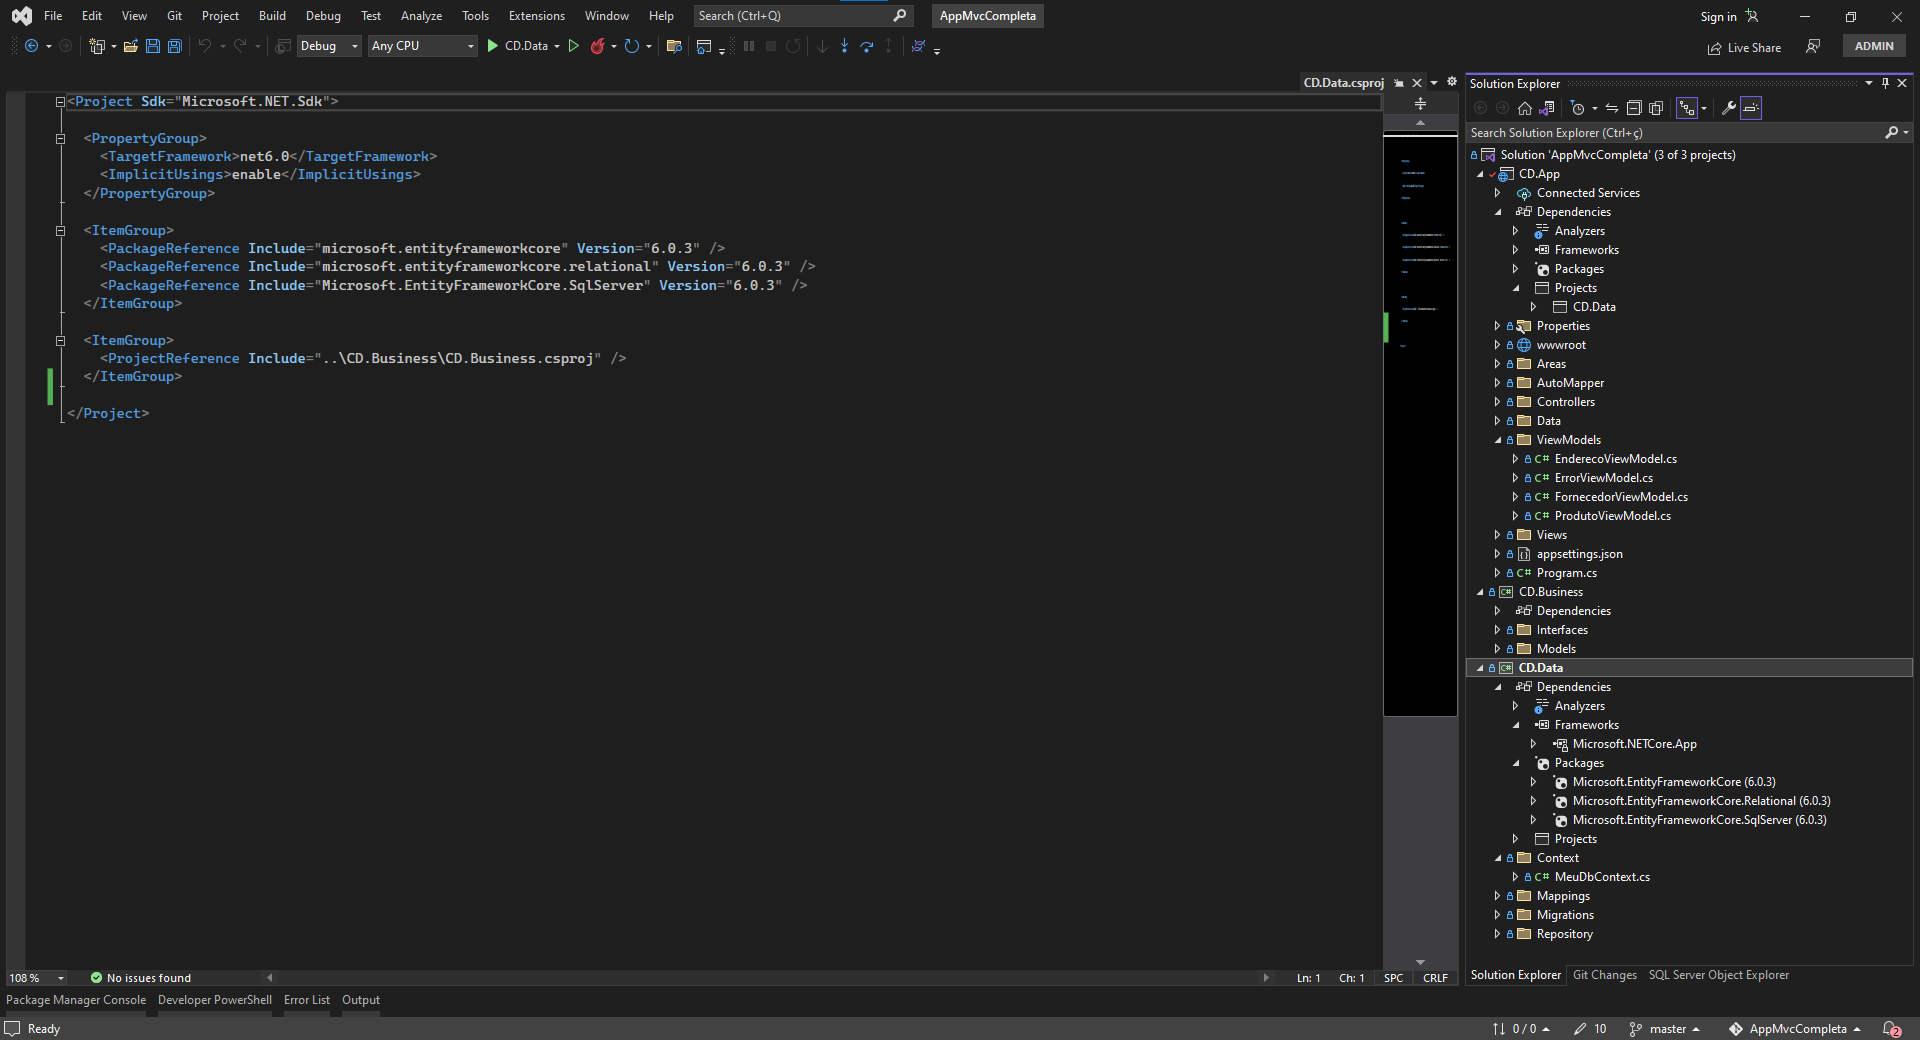 File Edit View Git Project Build Debug Test Analyze Tools Extensions Window Help Search (Ctrl+Q) AppMvcCompleta Sign in
Debug Any CPU CD.Data Live Share ADMIN
CD.Data.csproj
<Project Sdk="Microsoft.NET.Sdk">
<PropertyGroup>
<TargetFramework>net6.0</TargetFramework>
<ImplicitUsings>enable</ImplicitUsings>
</PropertyGroup>
<ItemGroup>
<PackageReference Include="microsoft.entityframeworkcore" Version="6.0.3" />
<PackageReference Include="microsoft.entityframeworkcore.relational" Version="6.0.3" />
<PackageReference Include="Microsoft.EntityFrameworkCore.SqlServer" Version="6.0.3" />
</ItemGroup>
<ItemGroup>
<ProjectReference Include="..\CD.Business\CD.Business.csproj" />
</ItemGroup>
</Project>
108 % No issues found Ln: 1 Ch: 1 SPC CRLF
Solution Explorer
Search Solution Explorer (Ctrl+ç)
Solution 'AppMvcCompleta' (3 of 3 projects)
CD.App
Connected Services
Dependencies
Analyzers
Frameworks
Packages
Projects
CD.Data
Properties
wwwroot
Areas
AutoMapper
Controllers
Data
ViewModels
C# EnderecoViewModel.cs
C# ErrorViewModel.cs
C# FornecedorViewModel.cs
C# ProdutoViewModel.cs
Views
appsettings.json
C# Program.cs
C# CD.Business
Dependencies
Interfaces
Models
C# CD.Data
Dependencies
Analyzers
Frameworks
Microsoft.NETCore.App
Packages
Microsoft.EntityFrameworkCore (6.0.3)
Microsoft.EntityFrameworkCore.Relational (6.0.3)
Microsoft.EntityFrameworkCore.SqlServer (6.0.3)
Projects
Context
C# MeuDbContext.cs
Mappings
Migrations
Repository
Solution Explorer Git Changes SQL Server Object Explorer
Package Manager Console Developer PowerShell Error List Output
Ready 0 / 0 10 master AppMvcCompleta 2